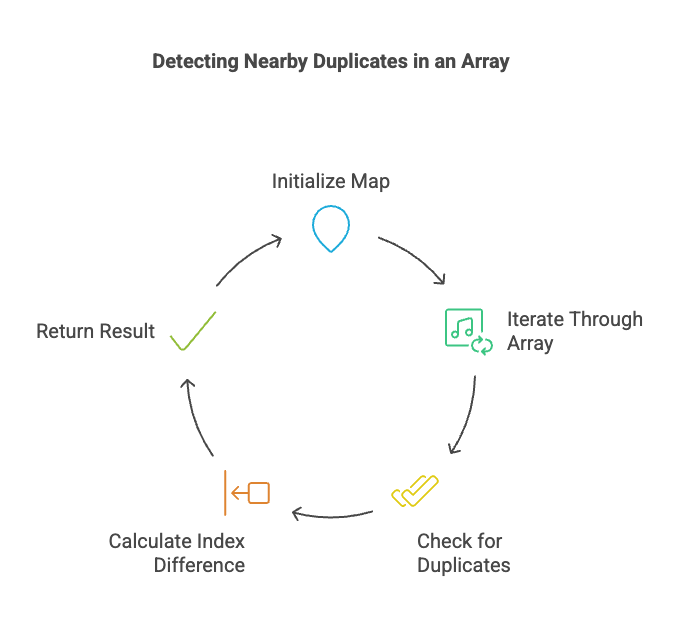 Detecting Nearby Duplicates in an Array
Initialize Map
Iterate Through
Array
Check for
Duplicates
Calculate Index
Difference
Return Result